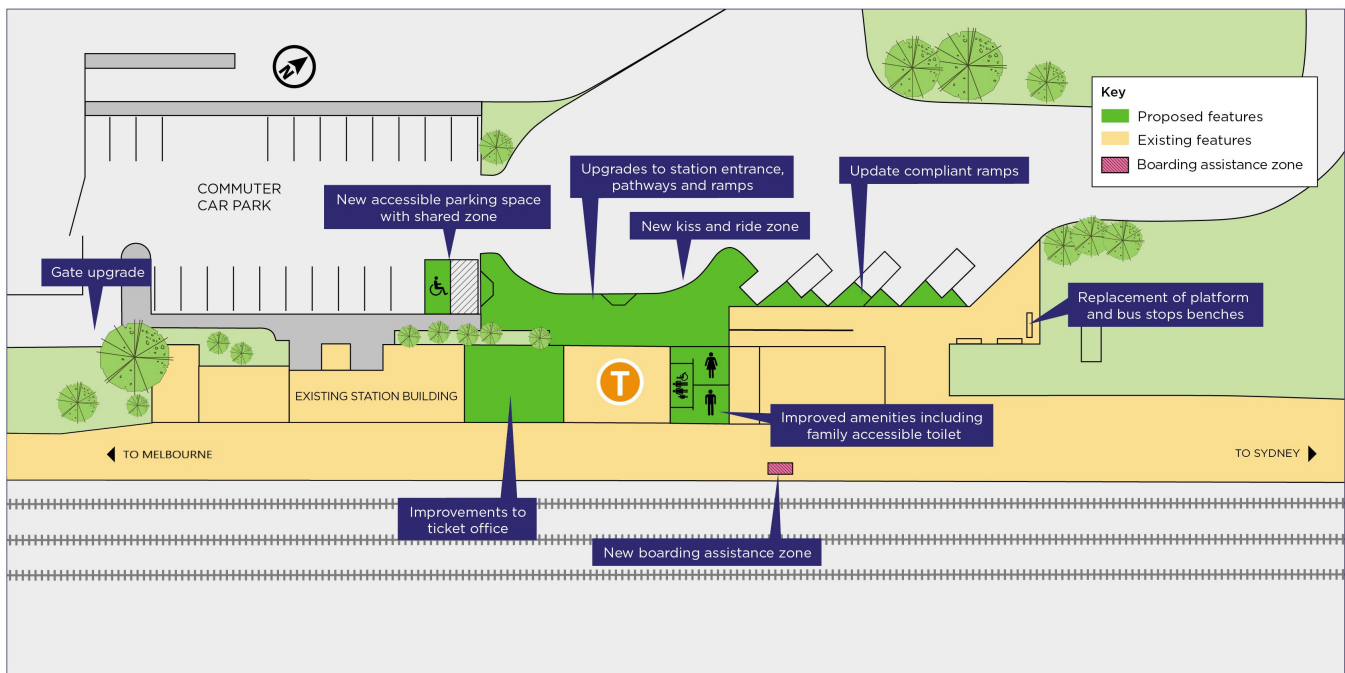 N
Key
Proposed features
Existing features
Boarding assistance zone
COMMUTER
CAR PARK
New accessible parking space
with shared zone
Upgrades to station entrance,
pathways and ramps
Update compliant ramps
New kiss and ride zone
Gate upgrade
Replacement of platform
and bus stops benches
EXISTING STATION BUILDING
T
Improved amenities including
family accessible toilet
TO MELBOURNE
TO SYDNEY
Improvements to
ticket office
New boarding assistance zone